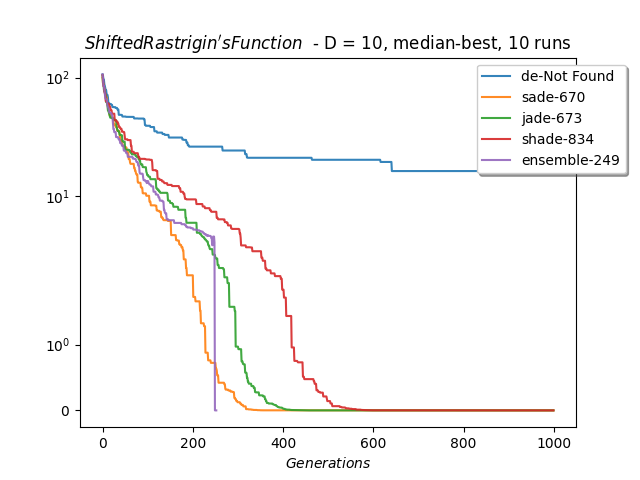 ShiftedRastrigin'sFunction - D = 10, median-best, 10 runs
de-Not Found
sade-670
jade-673
shade-834
ensemble-249
10²
10¹
10⁰
0
0 200 400 600 800 1000
Generations